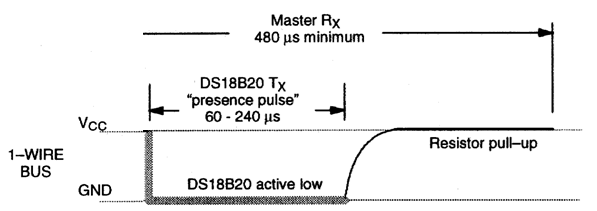 Master Rx
480 µs minimum
DS18B20 Tx
“presence pulse”
60 - 240 µs
VCC
Resistor pull–up
1–WIRE
BUS
DS18B20 active low
GND